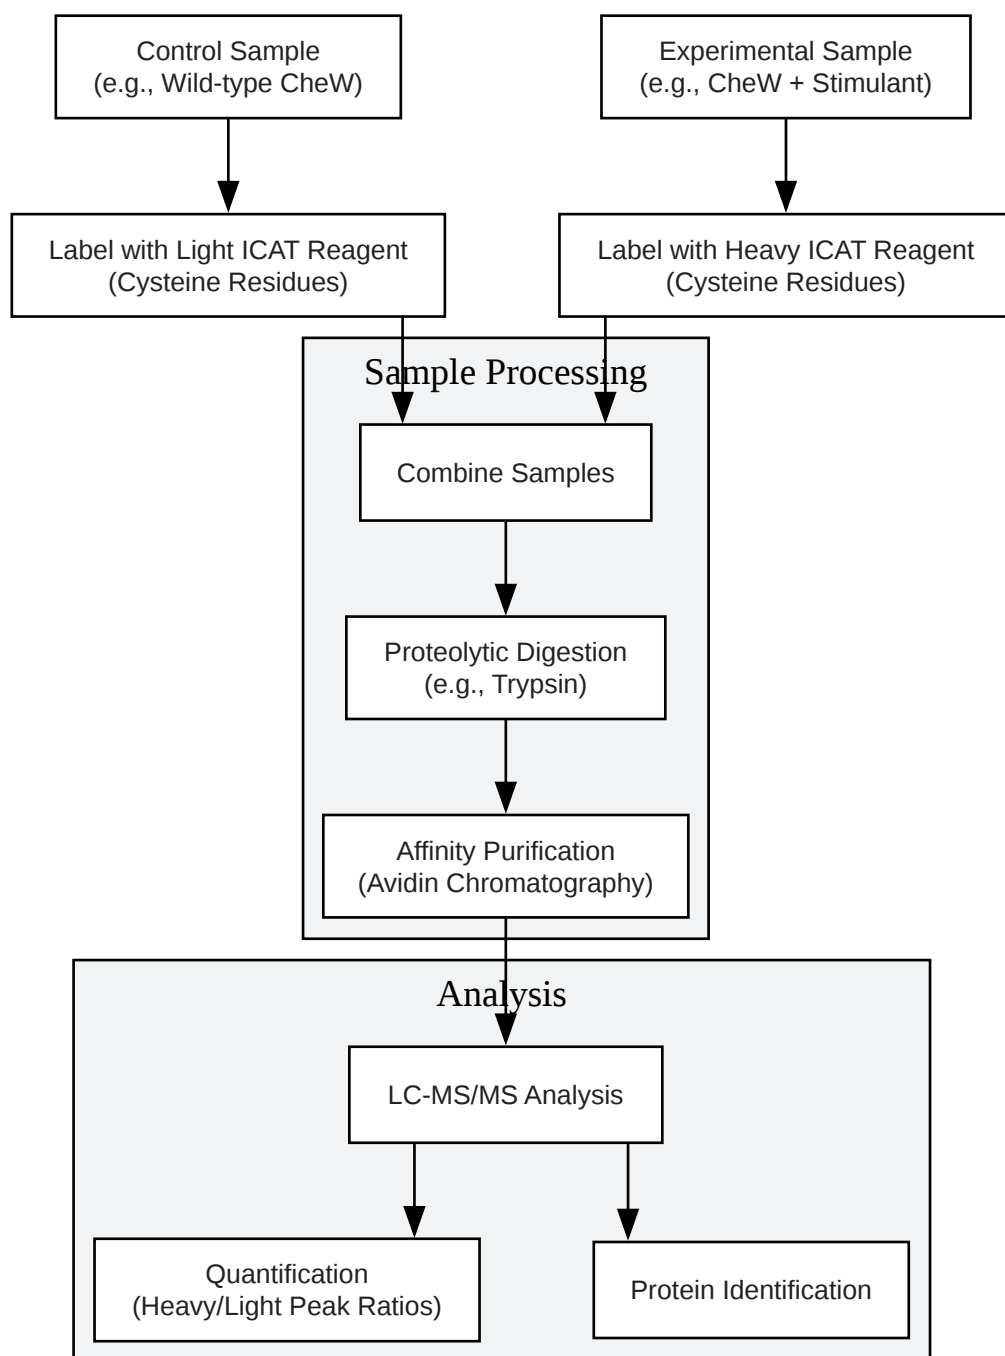 Control Sample
(e.g., Wild-type CheW)
Experimental Sample
(e.g., CheW + Stimulant)
Label with Light ICAT Reagent
(Cysteine Residues)
Label with Heavy ICAT Reagent
(Cysteine Residues)
Sample Processing
Combine Samples
Proteolytic Digestion
(e.g., Trypsin)
Affinity Purification
(Avidin Chromatography)
Analysis
LC-MS/MS Analysis
Quantification
(Heavy/Light Peak Ratios)
Protein Identification